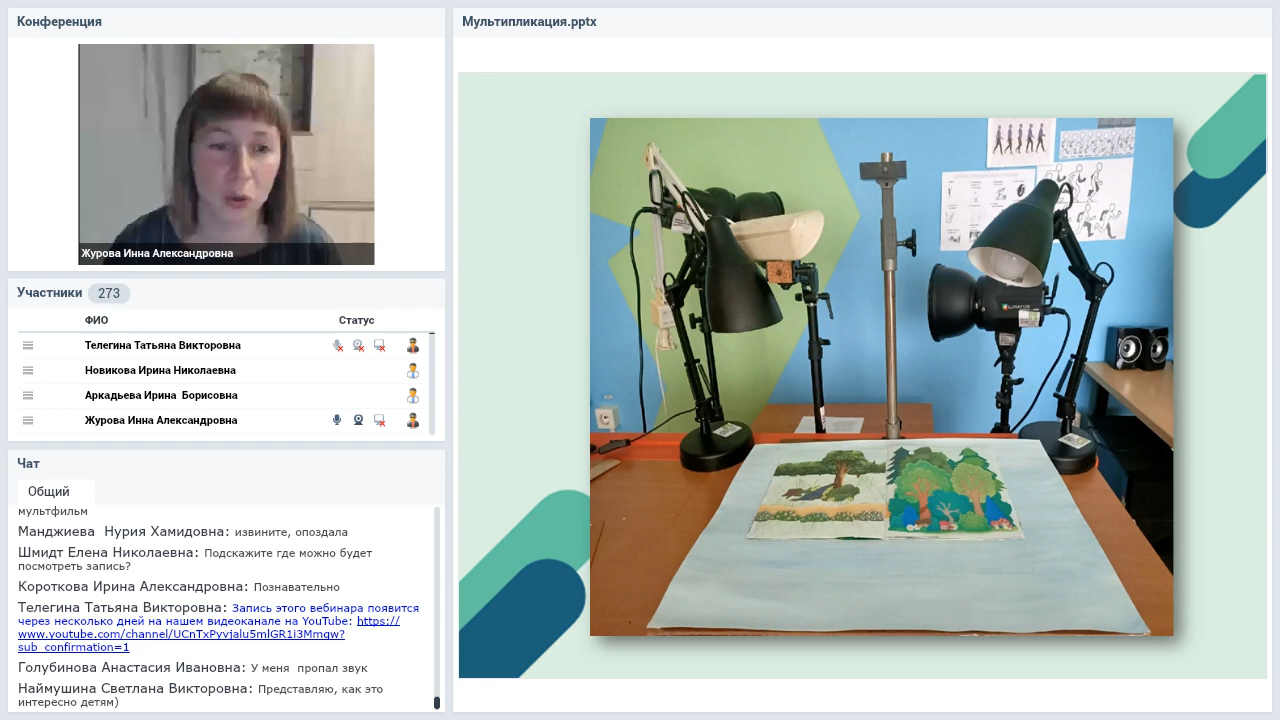 Конференция
Журова Инна Александровна
Участники 273
ФИО Статус
Телегина Татьяна Викторовна
Новикова Ирина Николаевна
Аркадьева Ирина Борисовна
Журова Инна Александровна
Чат
Общий
мультфильм
Манджиева Нурия Хамидовна: извините, опоздала
Шмидт Елена Николаевна: Подскажите где можно будет
посмотреть запись?
Короткова Ирина Александровна: Познавательно
Телегина Татьяна Викторовна: Запись этого вебинара появится
через несколько дней на нашем видеоканале на YouTube: https://
www.youtube.com/channel/UCnTxPyvjalu5mlGR1i3Mmqw?
sub_confirmation=1
Голубинова Анастасия Ивановна: У меня пропал звук
Наймушина Светлана Викторовна: Представляю, как это
интересно детям)
Мультипликация.pptx